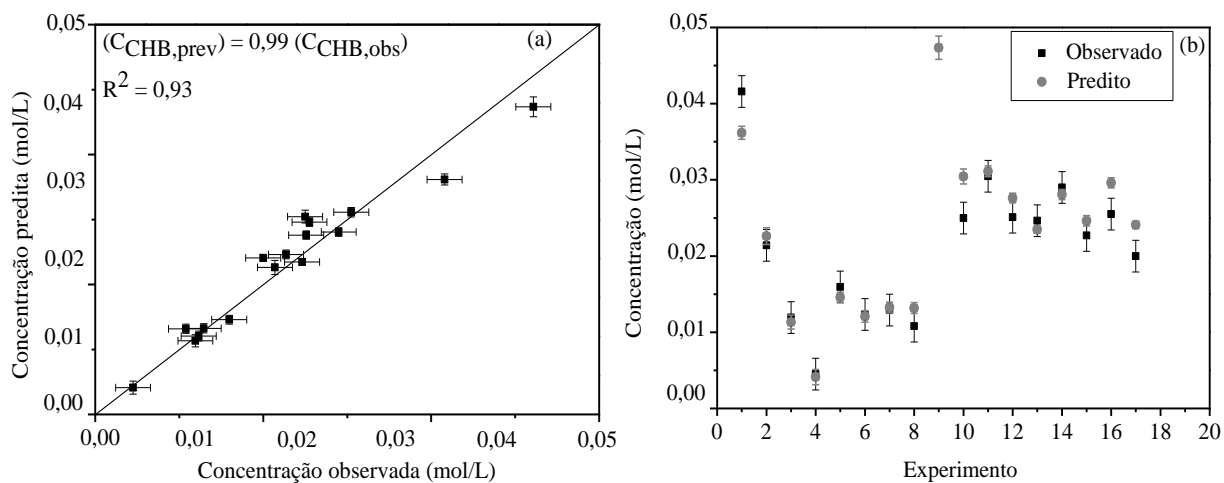 (C_CHB,prev) = 0,99 (C_CHB,obs)
R² = 0,93
(a)
Concentração predita (mol/L)
0,05
0,04
0,03
0,02
0,01
0,00
0,00 0,01 0,02 0,03 0,04 0,05
Concentração observada (mol/L)
(b)
Observado
Predito
Concentração (mol/L)
0,05
0,04
0,03
0,02
0,01
0,00
0 2 4 6 8 10 12 14 16 18 20
Experimento